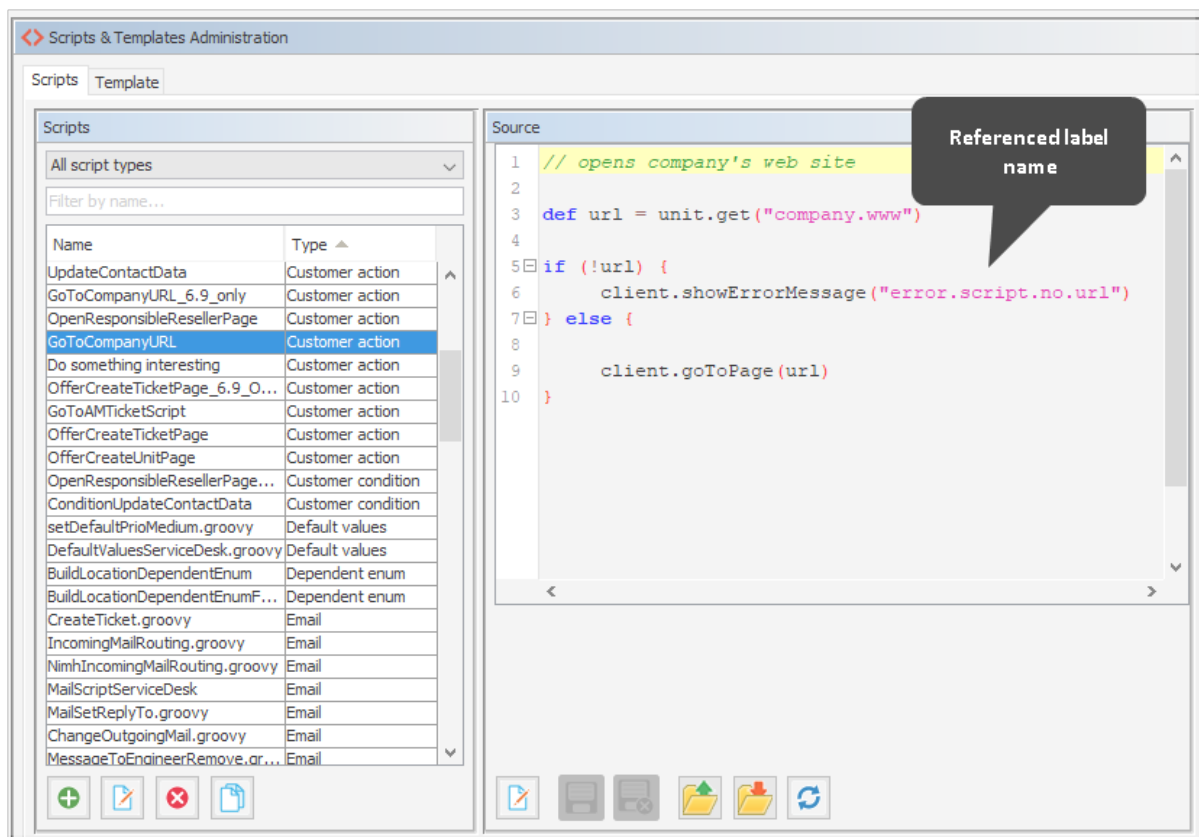 Scripts & Templates Administration
Scripts Template
Scripts
All script types
Filter by name...
Name Type
UpdateContactData Customer action
GoToCompanyURL_6.9_only Customer action
OpenResponsibleResellerPage Customer action
GoToCompanyURL Customer action
Do something interesting Customer action
OfferCreateTicketPage_6.9_O... Customer action
GoToAMTicketScript Customer action
OfferCreateTicketPage Customer action
OfferCreateUnitPage Customer action
OpenResponsibleResellerPage... Customer condition
ConditionUpdateContactData Customer condition
setDefaultPrioMedium.groovy Default values
DefaultValuesServiceDesk.groovy Default values
BuildLocationDependentEnum Dependent enum
BuildLocationDependentEnumF... Dependent enum
CreateTicket.groovy Email
IncomingMailRouting.groovy Email
NimhIncomingMailRouting.groovy Email
MailScriptServiceDesk Email
MailSetReplyTo.groovy Email
ChangeOutgoingMail.groovy Email
MessageToEngineerRemove.gr... Email
Source
Referenced label
name
1 // opens company's web site
2
3 def url = unit.get("company.www")
4
5 if (!url) {
6 client.showErrorMessage("error.script.no.url")
7 } else {
8
9 client.goToPage(url)
10 }